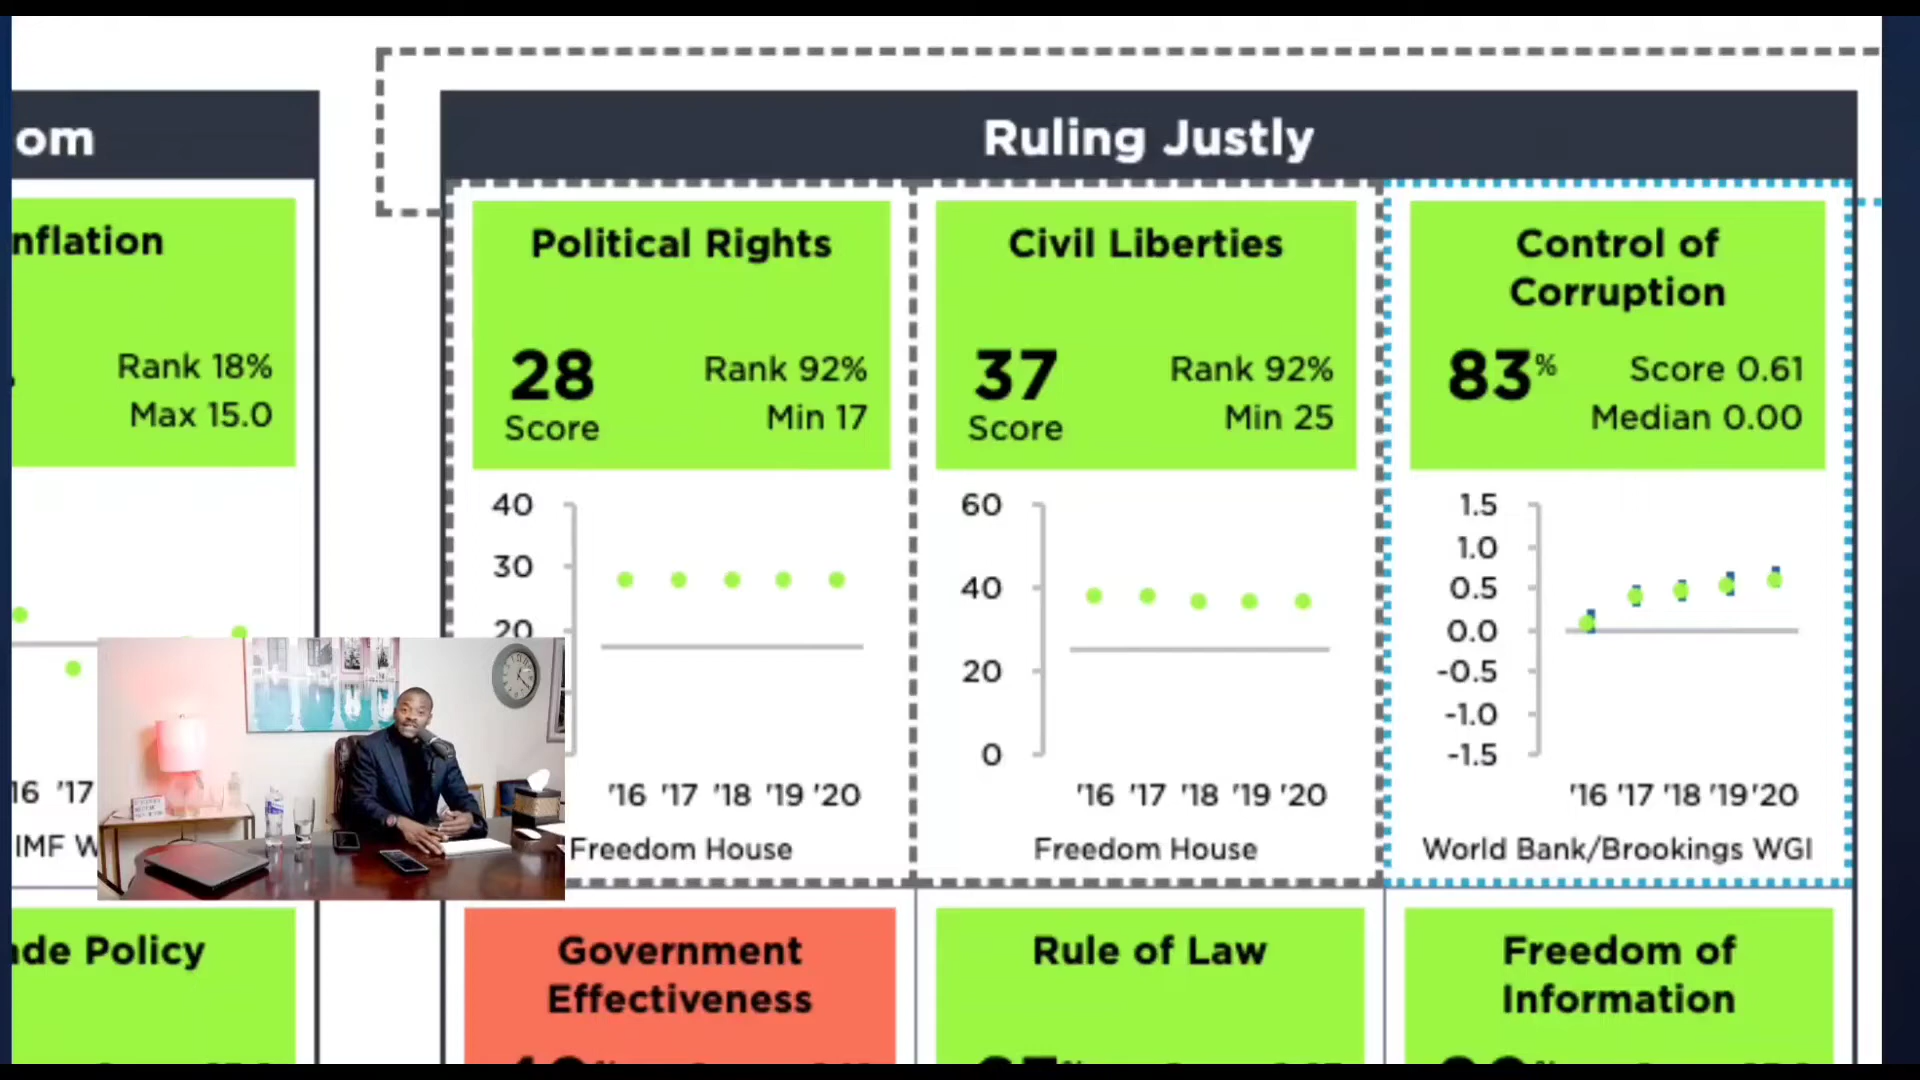 om
Ruling Justly
nflation
Rank 18%
Max 15.0
Political Rights
28
Score
Rank 92%
Min 17
Civil Liberties
37
Score
Rank 92%
Min 25
Control of
Corruption
83%
Score 0.61
Median 0.00
40
30
20
'16 '17 '18 '19 '20
Freedom House
60
40
20
0
'16 '17 '18 '19 '20
Freedom House
1.5
1.0
0.5
0.0
-0.5
-1.0
-1.5
'16 '17 '18 '19 '20
World Bank/Brookings WGI
16 '17
IMF W
ade Policy
Government
Effectiveness
Rule of Law
Freedom of
Information